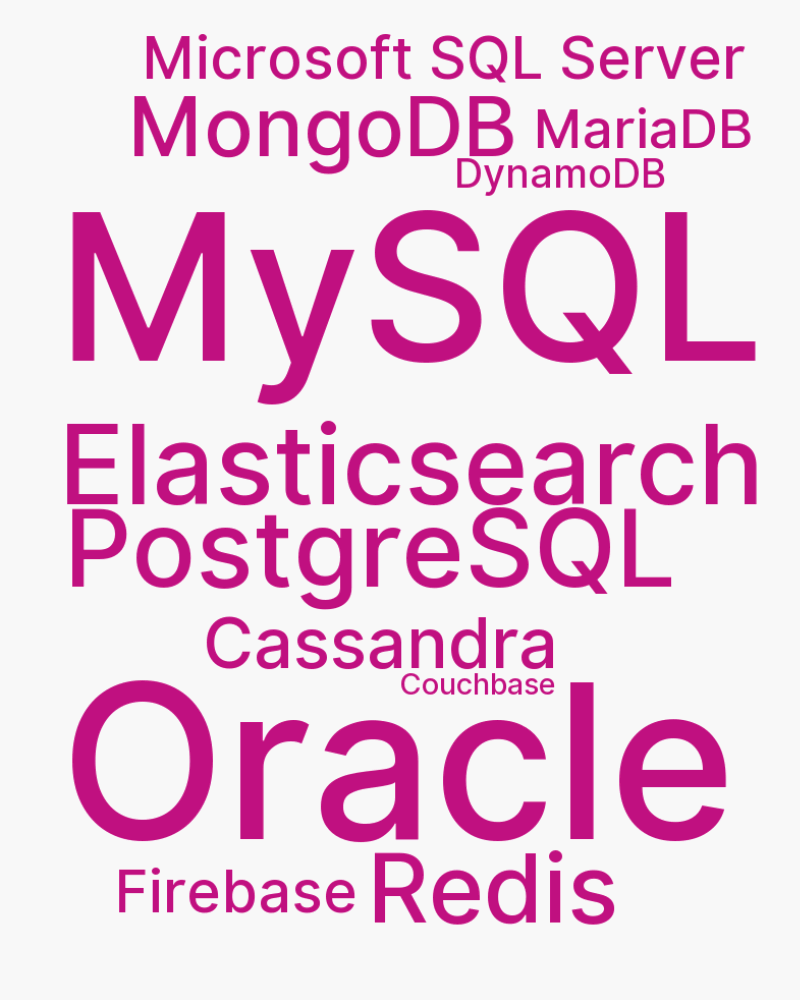 Microsoft SQL Server
MongoDB MariaDB
DynamoDB
MySQL
Elasticsearch
PostgreSQL
Cassandra
Couchbase
Oracle
Firebase Redis